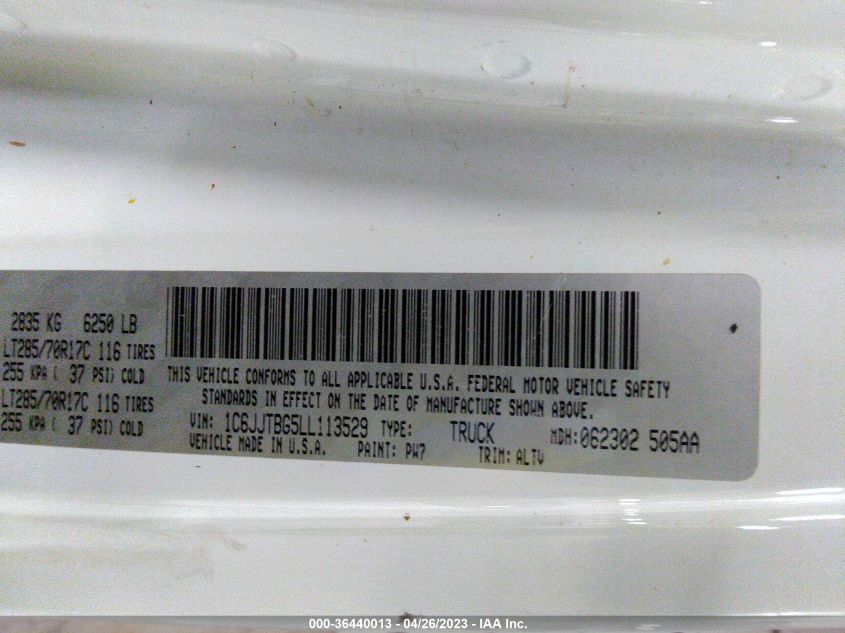 2835 KG 6250 LB
LT285/70R17C 116 TIRES
255 KPA ( 37 PSI) COLD
LT285/70R17C 116 TIRES
255 KPA ( 37 PSI) COLD
THIS VEHICLE CONFORMS TO ALL APPLICABLE U.S.A. FEDERAL MOTOR VEHICLE SAFETY
STANDARDS IN EFFECT ON THE DATE OF MANUFACTURE SHOWN ABOVE.
VIN: 1C6JJTBG5LL113529 TYPE: TRUCK MDH:062302 505AA
VEHICLE MADE IN U.S.A. PAINT: PW7 TRIM: ALTV
000-36440013 - 04/26/2023 - IAA Inc.